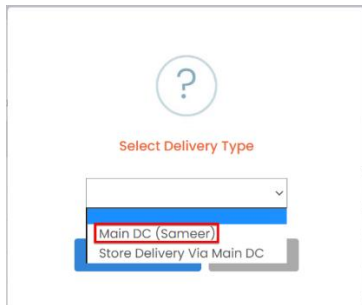 ?
Select Delivery Type
Main DC (Sameer)
Store Delivery Via Main DC